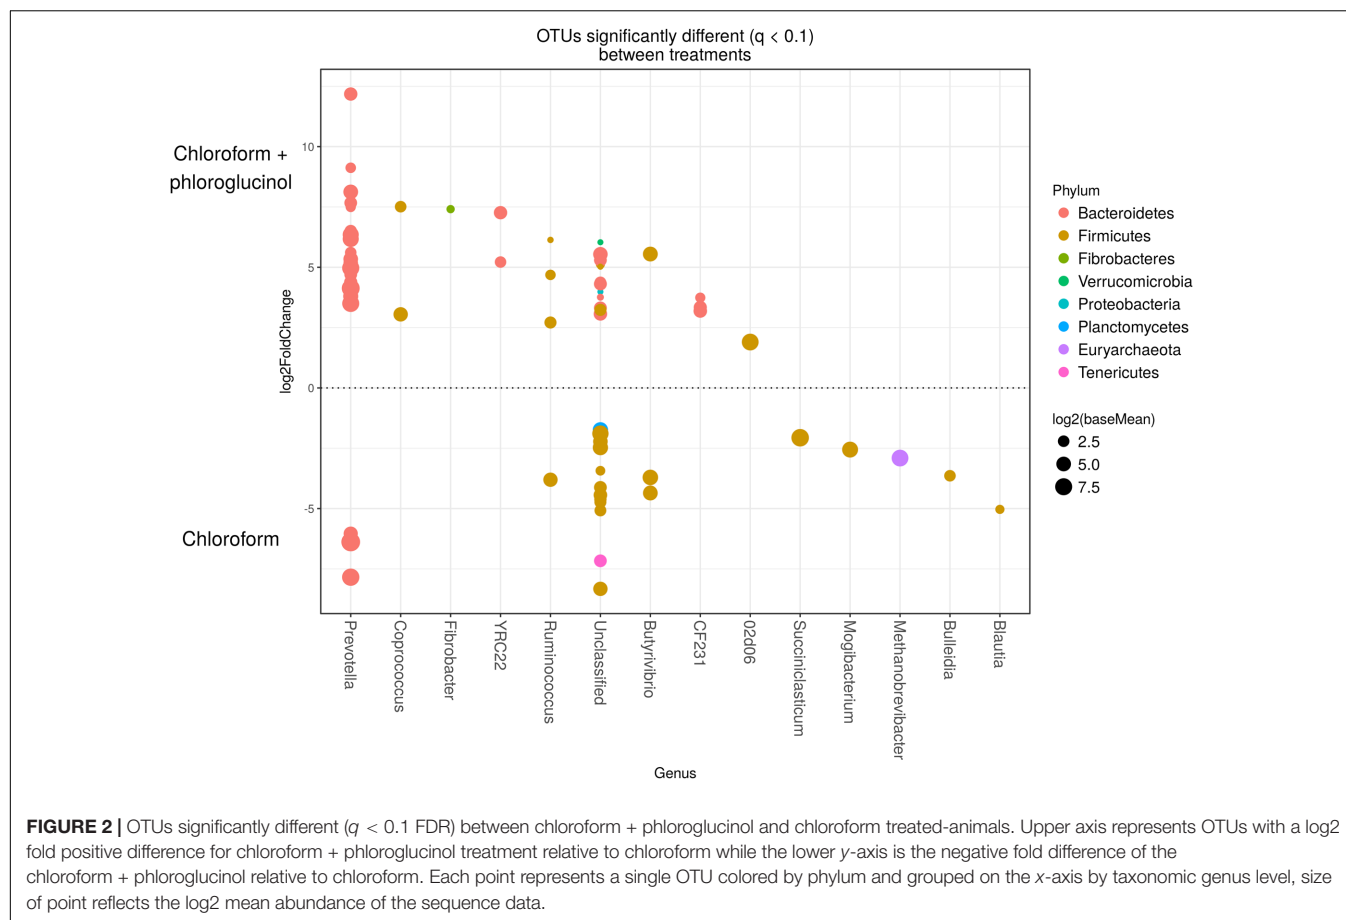 OTUs significantly different (q < 0.1)
between treatments
Chloroform +
phloroglucinol
Chloroform
log2FoldChange
10
5
0
-5
Prevotella
Coprococcus
Fibrobacter
YRC22
Ruminococcus
Unclassified
Butyrivibrio
CF231
02d06
Succiniclasticum
Mogibacterium
Methanobrevibacter
Bulleidia
Blautia
Genus
Phylum
Bacteroidetes
Firmicutes
Fibrobacteres
Verrucomicrobia
Proteobacteria
Planctomycetes
Euryarchaeota
Tenericutes
log2(baseMean)
2.5
5.0
7.5
FIGURE 2 | OTUs significantly different (q < 0.1 FDR) between chloroform + phloroglucinol and chloroform treated-animals. Upper axis represents OTUs with a log2
fold positive difference for chloroform + phloroglucinol treatment relative to chloroform while the lower y-axis is the negative fold difference of the
chloroform + phloroglucinol relative to chloroform. Each point represents a single OTU colored by phylum and grouped on the x-axis by taxonomic genus level, size
of point reflects the log2 mean abundance of the sequence data.